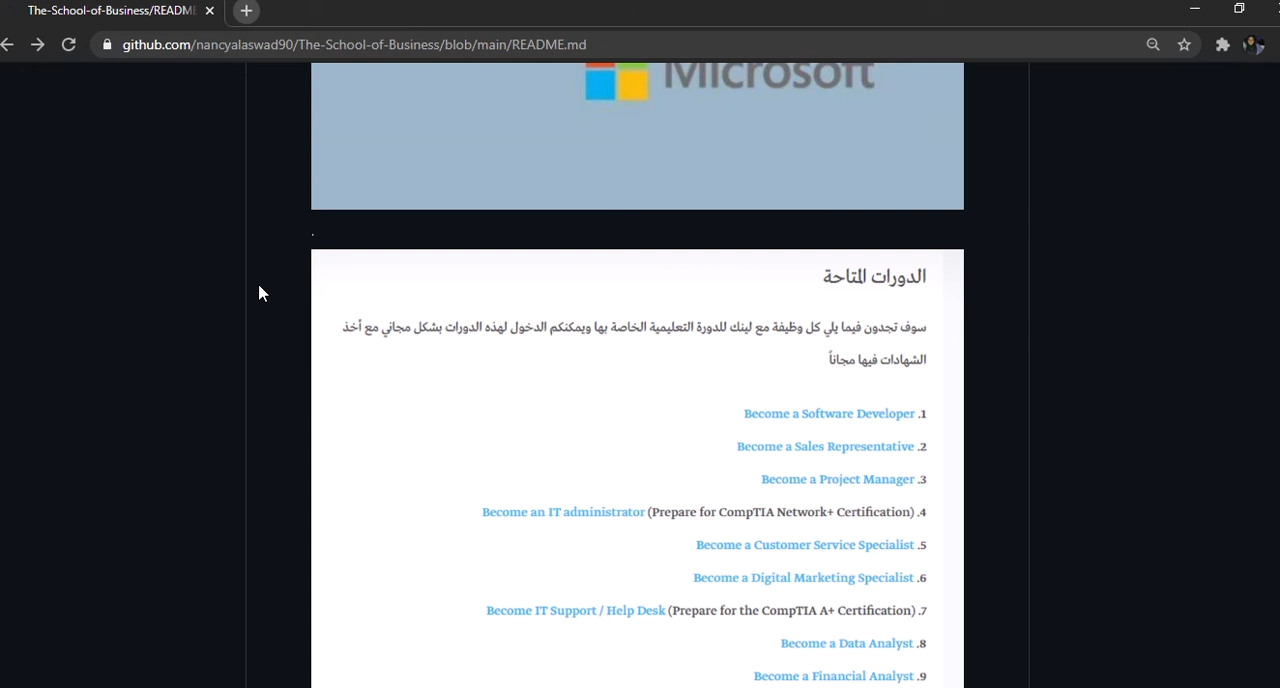 The-School-of-Business/READM
github.com/nancyalaswad90/The-School-of-Business/blob/main/README.md
Microsoft
.
الدورات المتاحة
سوف تجدون فيما يلي كل وظيفة مع لينك للدورة التعليمية الخاصة بها ويمكنكم الدخول لهذه الدورات بشكل مجاني مع أخذ
الشهادات فيها مجاناً
1. Become a Software Developer
2. Become a Sales Representative
3. Become a Project Manager
4. Become an IT administrator (Prepare for CompTIA Network+ Certification)
5. Become a Customer Service Specialist
6. Become a Digital Marketing Specialist
7. Become IT Support / Help Desk (Prepare for the CompTIA A+ Certification)
8. Become a Data Analyst
9. Become a Financial Analyst